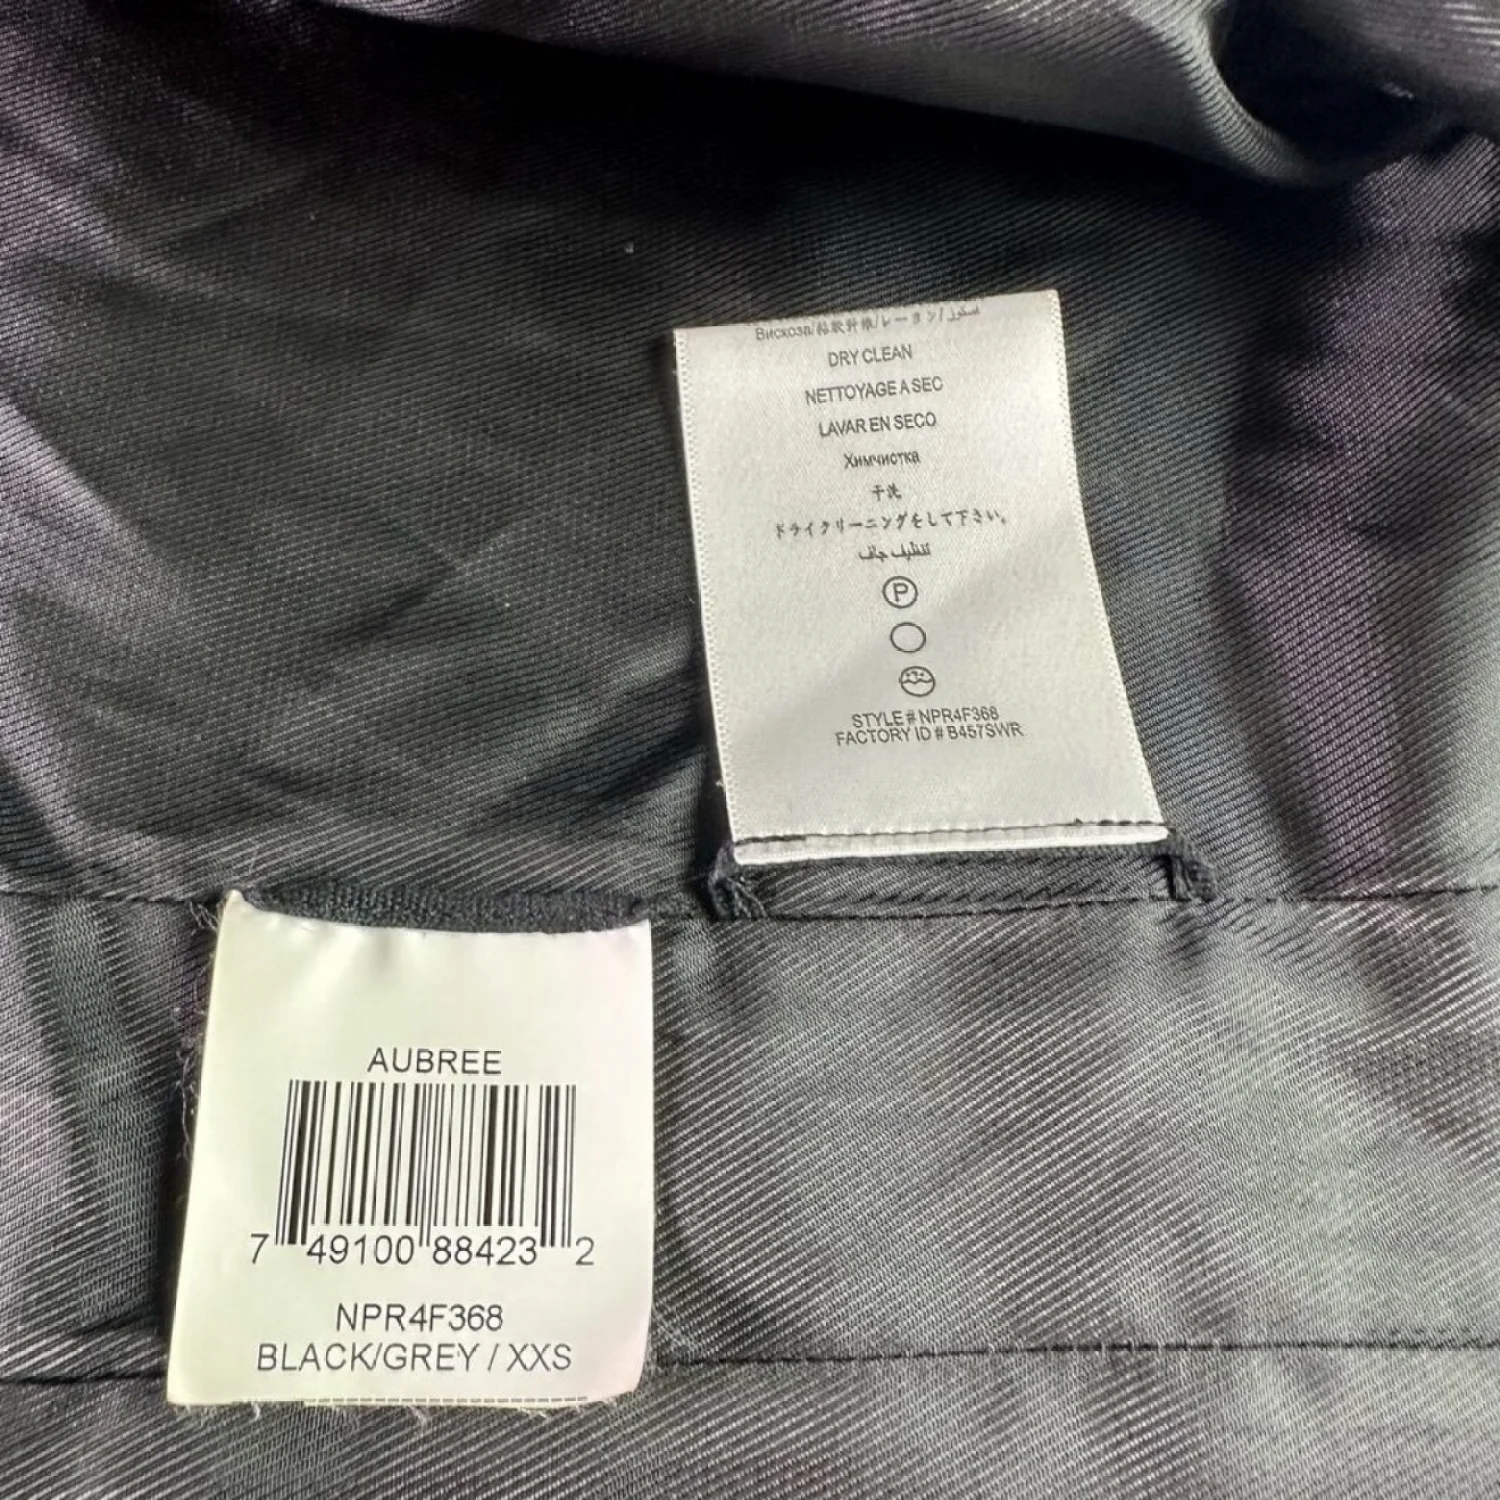 Вискоза/粘胶纤维/レーヨン/
DRY CLEAN
NETTOYAGE A SEC
LAVAR EN SECO
Химчистка
干洗
ドライクリーニングをして下さい。
تنظيف جاف
P
STYLE # NPR4F368
FACTORY ID # B457SWR
AUBREE
7 49100 88423 2
NPR4F368
BLACK/GREY / XXS